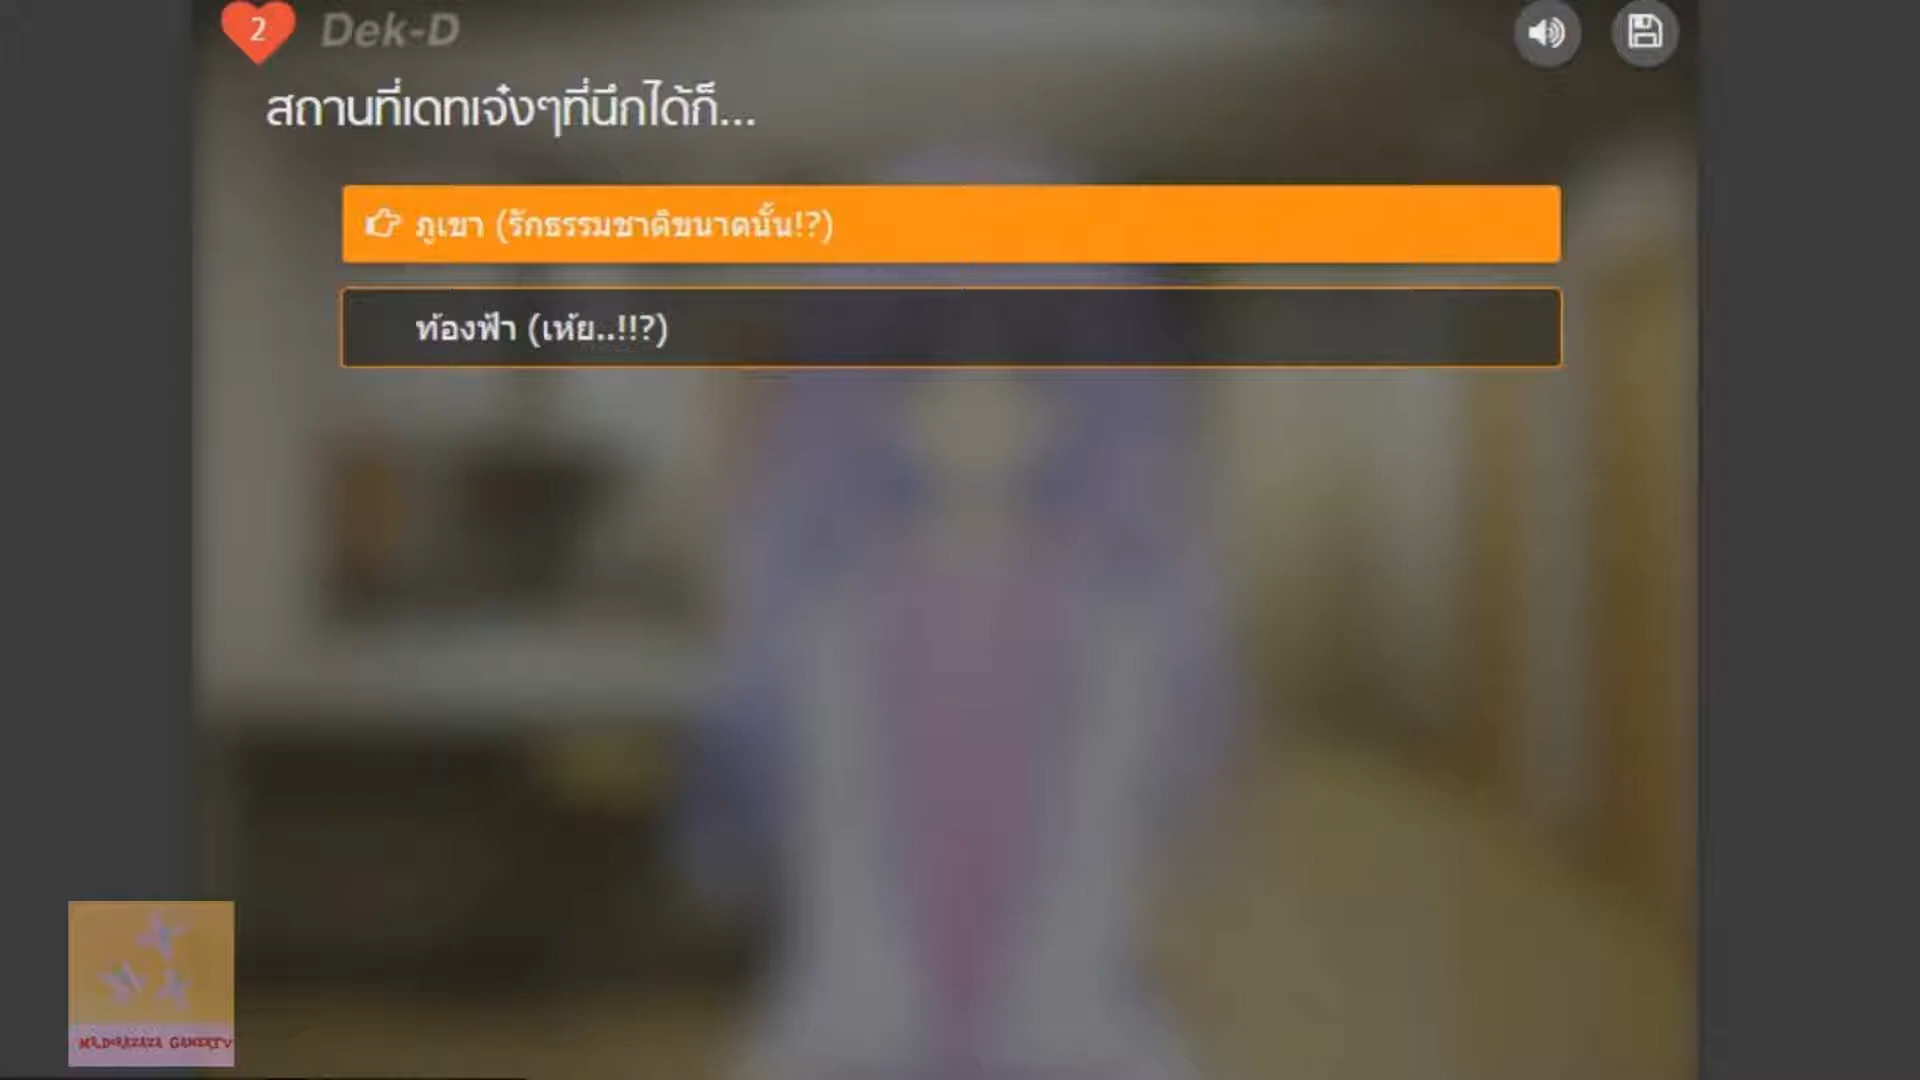 2
Dek-D
สถานที่เดทเจ๋งๆที่นึกได้ก็...
ภูเขา (รักธรรมชาติขนาดนั้น!?)
ท้องฟ้า (เห้ย..!!?)